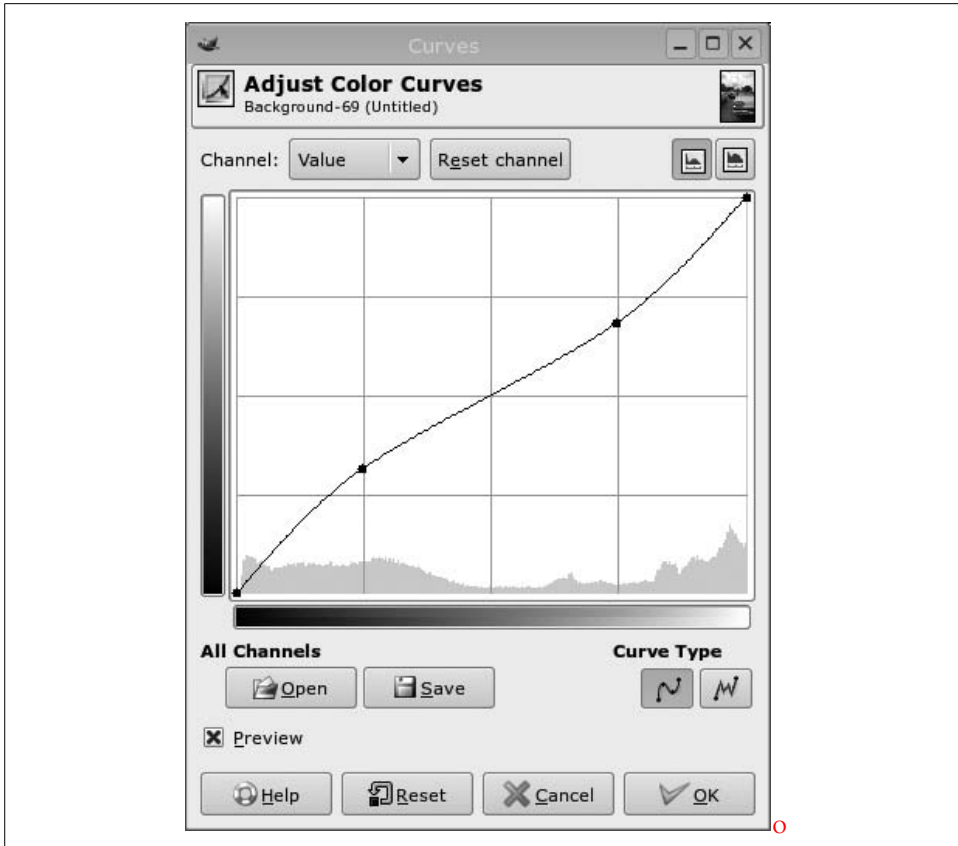 Curves
Adjust Color Curves
Background-69 (Untitled)
Channel: Value Reset channel
All Channels Curve Type
Open Save
Preview
Help Reset Cancel OK
O